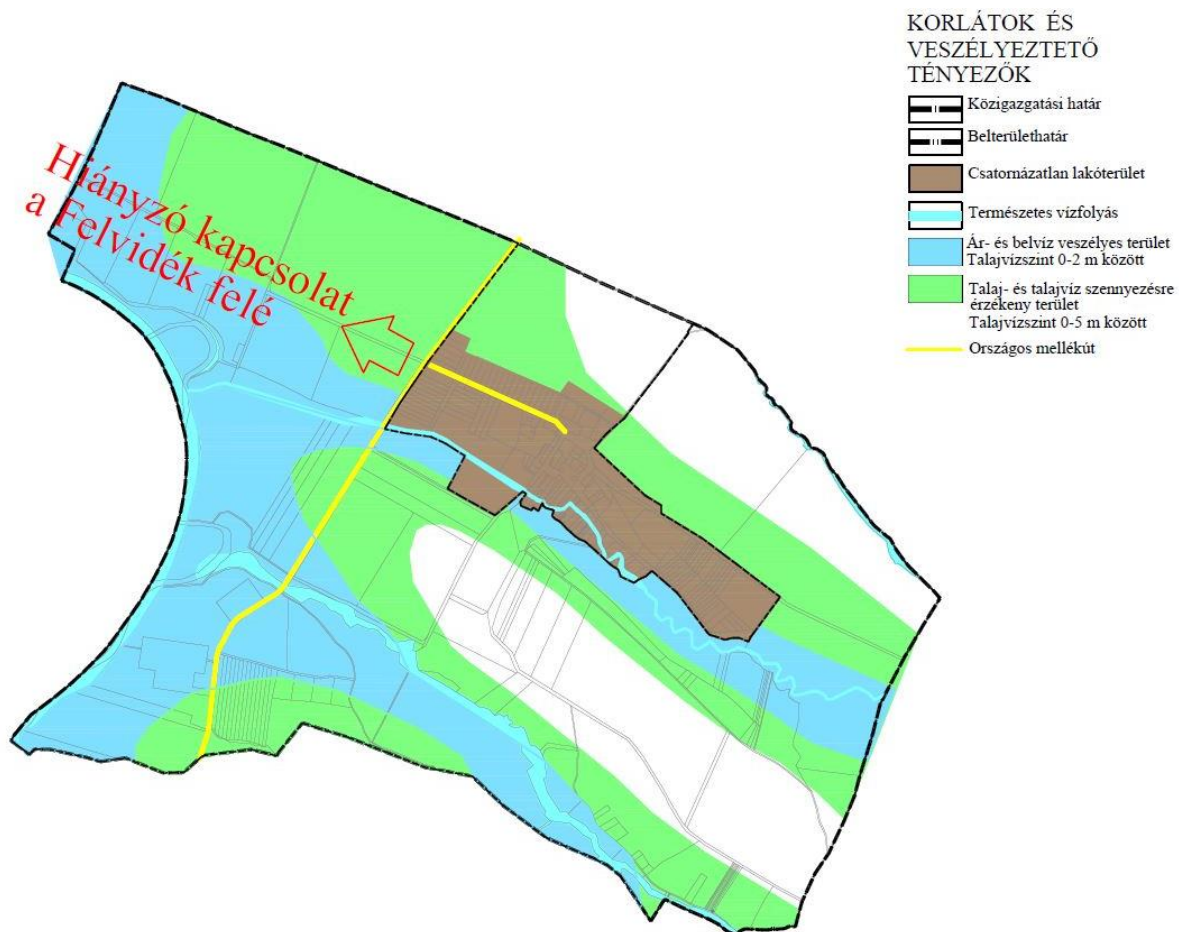 KORLÁTOK ÉS
VESZÉLYEZTETŐ
TÉNYEZŐK
Közigazgatási határ
Belterülethatár
Csatornázatlan lakóterület
Természetes vízfolyás
Ár- és belvíz veszélyes terület
Talajvízszint 0-2 m között
Talaj- és talajvíz szennyezésre
érzékeny terület
Talajvízszint 0-5 m között
Országos mellékút
Hiányzó kapcsolat
a Felvidék felé